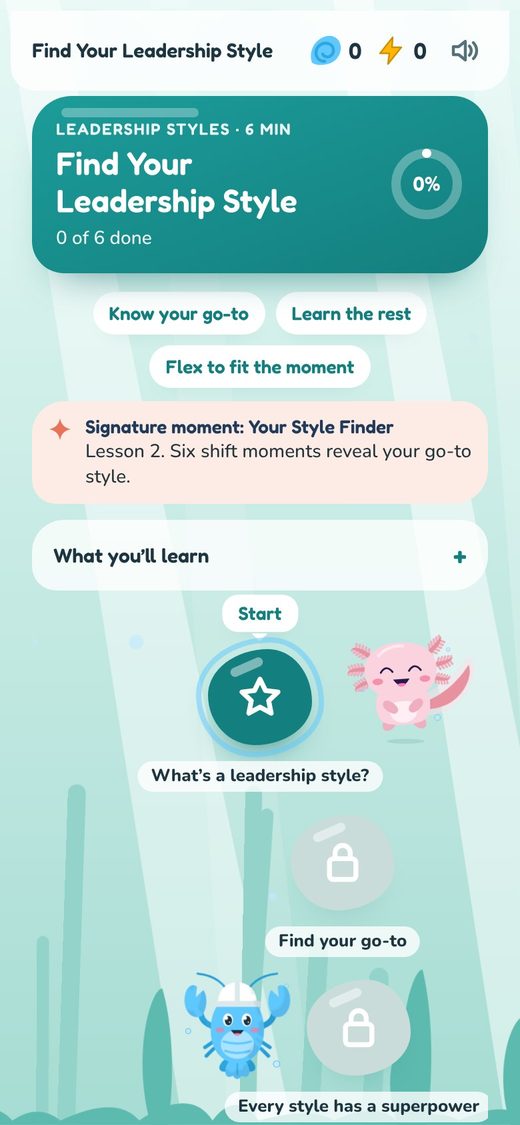 Find Your Leadership Style 0 0
LEADERSHIP STYLES · 6 MIN
Find Your
Leadership Style
0%
0 of 6 done
Know your go-to
Learn the rest
Flex to fit the moment
Signature moment: Your Style Finder
Lesson 2. Six shift moments reveal your go-to
style.
What you’ll learn +
Start
What’s a leadership style?
Find your go-to
Every style has a superpower